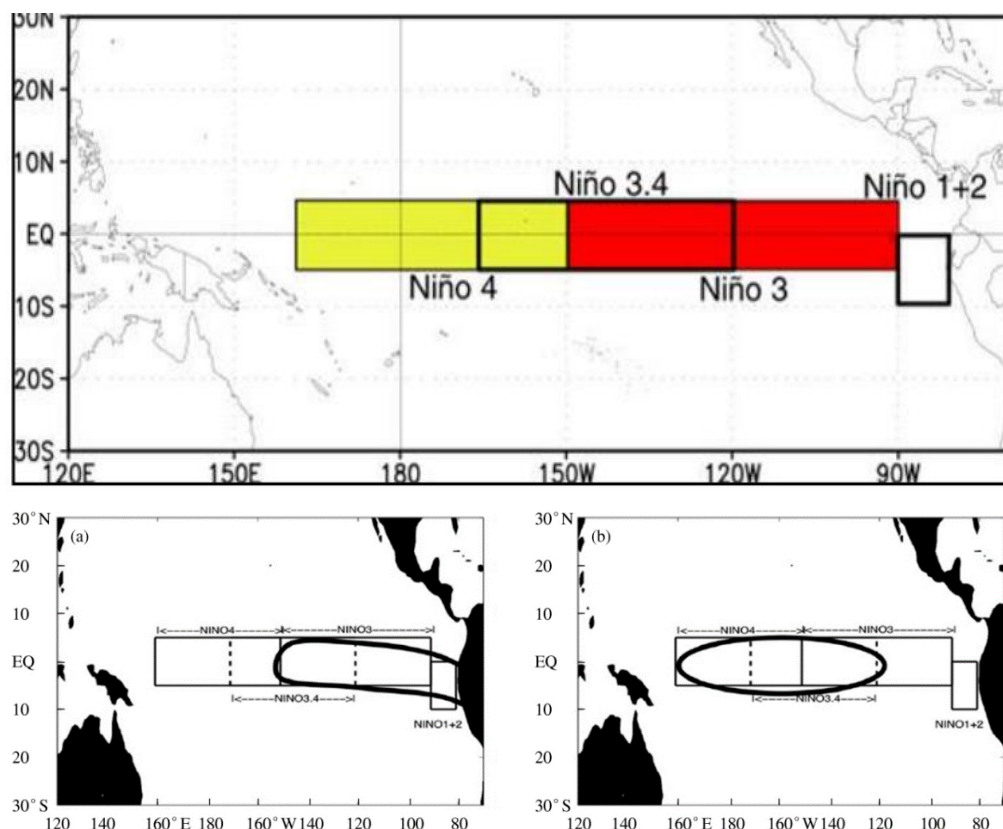 30N
20N
10N
EQ
10S
20S
30S
Niño 3.4
Niño 1+2
Niño 4
Niño 3
120E 150E 180 150W 120W 90W
30°N
20
10
EQ
10
20
30°S
(a)
NINO4 NINO3
NINO3.4
NINO1+2
120 140 160°E 180 160°W 140 120 100 80
30°N
20
10
EQ
10
20
30°S
(b)
NINO4 NINO3
NINO3.4
NINO1+2
120 140 160°E 180 160°W 140 120 100 80